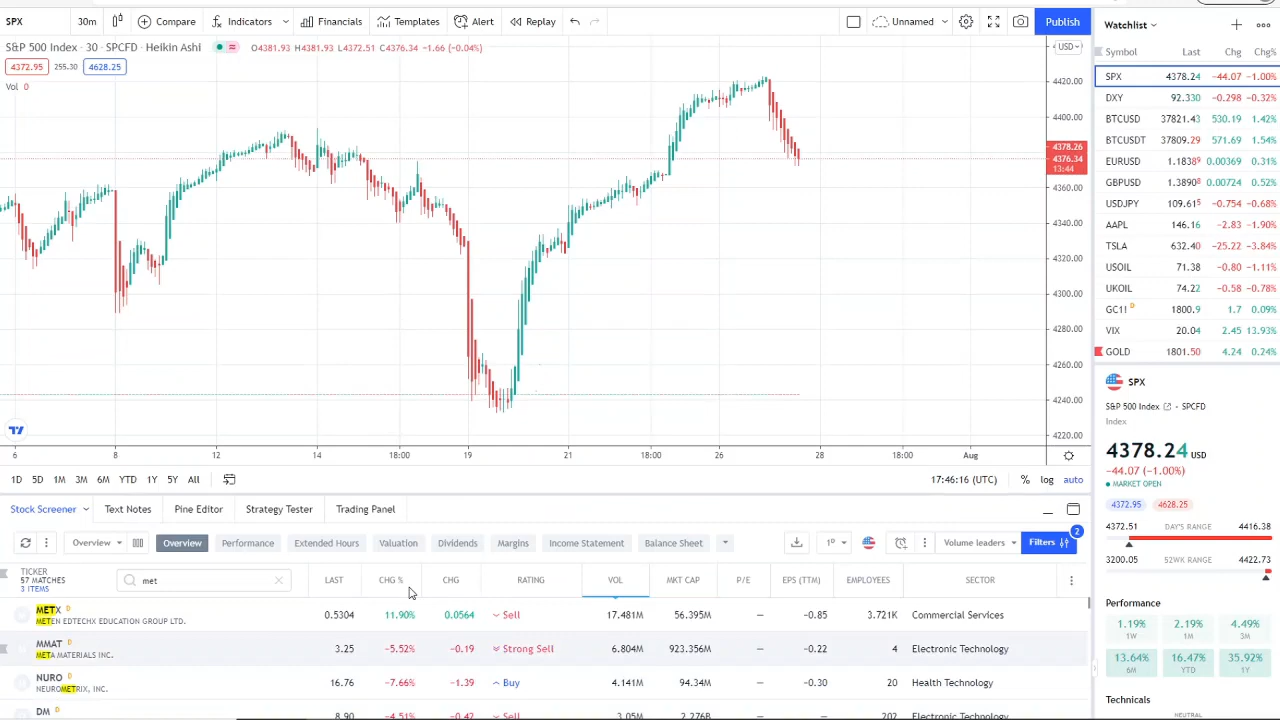 SPX 30m Compare Indicators Financials Templates Alert Replay Unnamed Publish
S&P 500 Index · 30 · SPCFD · Heikin Ashi O4381.93 H4381.93 L4372.51 C4376.34 −1.66 (−0.04%)
4372.95 255.30 4628.25
Vol 0
USD
4420.00
4400.00
4378.26
4376.34
13:44
4360.00
4340.00
4320.00
4300.00
4280.00
4260.00
4240.00
4220.00
6 8 12 14 18:00 19 21 18:00 26 28 18:00 Aug
1D 5D 1M 3M 6M YTD 1Y 5Y All 17:46:16 (UTC) % log auto
Stock Screener Text Notes Pine Editor Strategy Tester Trading Panel
Overview Overview Performance Extended Hours Valuation Dividends Margins Income Statement Balance Sheet 1D Volume leaders Filters 2
TICKER
57 MATCHES
3 ITEMS
met
LAST CHG % CHG RATING VOL MKT CAP P/E EPS (TTM) EMPLOYEES SECTOR
METX D
METEN EDTECHX EDUCATION GROUP LTD.
0.5304 11.90% 0.0564 Sell 17.481M 56.395M — −0.85 3.721K Commercial Services
MMAT D
META MATERIALS INC.
3.25 −5.52% −0.19 Strong Sell 6.804M 923.356M — −0.22 4 Electronic Technology
NURO D
NEUROMETRIX, INC.
16.76 −7.66% −1.39 Buy 4.141M 94.34M — −0.30 20 Health Technology
DM D
8.90 −4.51% −0.42 Sell 3.05M 2.276B — 202 Electronic Technology
Watchlist
Symbol Last Chg Chg%
SPX 4378.24 −44.07 −1.00%
DXY 92.330 −0.298 −0.32%
BTCUSD 37821.43 530.19 1.42%
BTCUSDT 37809.29 571.69 1.54%
EURUSD 1.18389 0.00369 0.31%
GBPUSD 1.38908 0.00724 0.52%
USDJPY 109.615 −0.754 −0.68%
AAPL 146.16 −2.83 −1.90%
TSLA 632.40 −25.22 −3.84%
USOIL 71.38 −0.80 −1.11%
UKOIL 74.22 −0.58 −0.78%
GC1! D 1800.9 1.7 0.09%
VIX 20.04 2.45 13.93%
GOLD 1801.50 4.24 0.24%
SPX
S&P 500 Index · SPCFD
Index
4378.24 USD
−44.07 (−1.00%)
MARKET OPEN
4372.95 4628.25
4372.51 DAY'S RANGE 4416.38
3200.05 52WK RANGE 4422.73
Performance
1.19% 2.19% 4.49%
1W 1M 3M
13.64% 16.47% 35.92%
6M YTD 1Y
Technicals
NEUTRAL